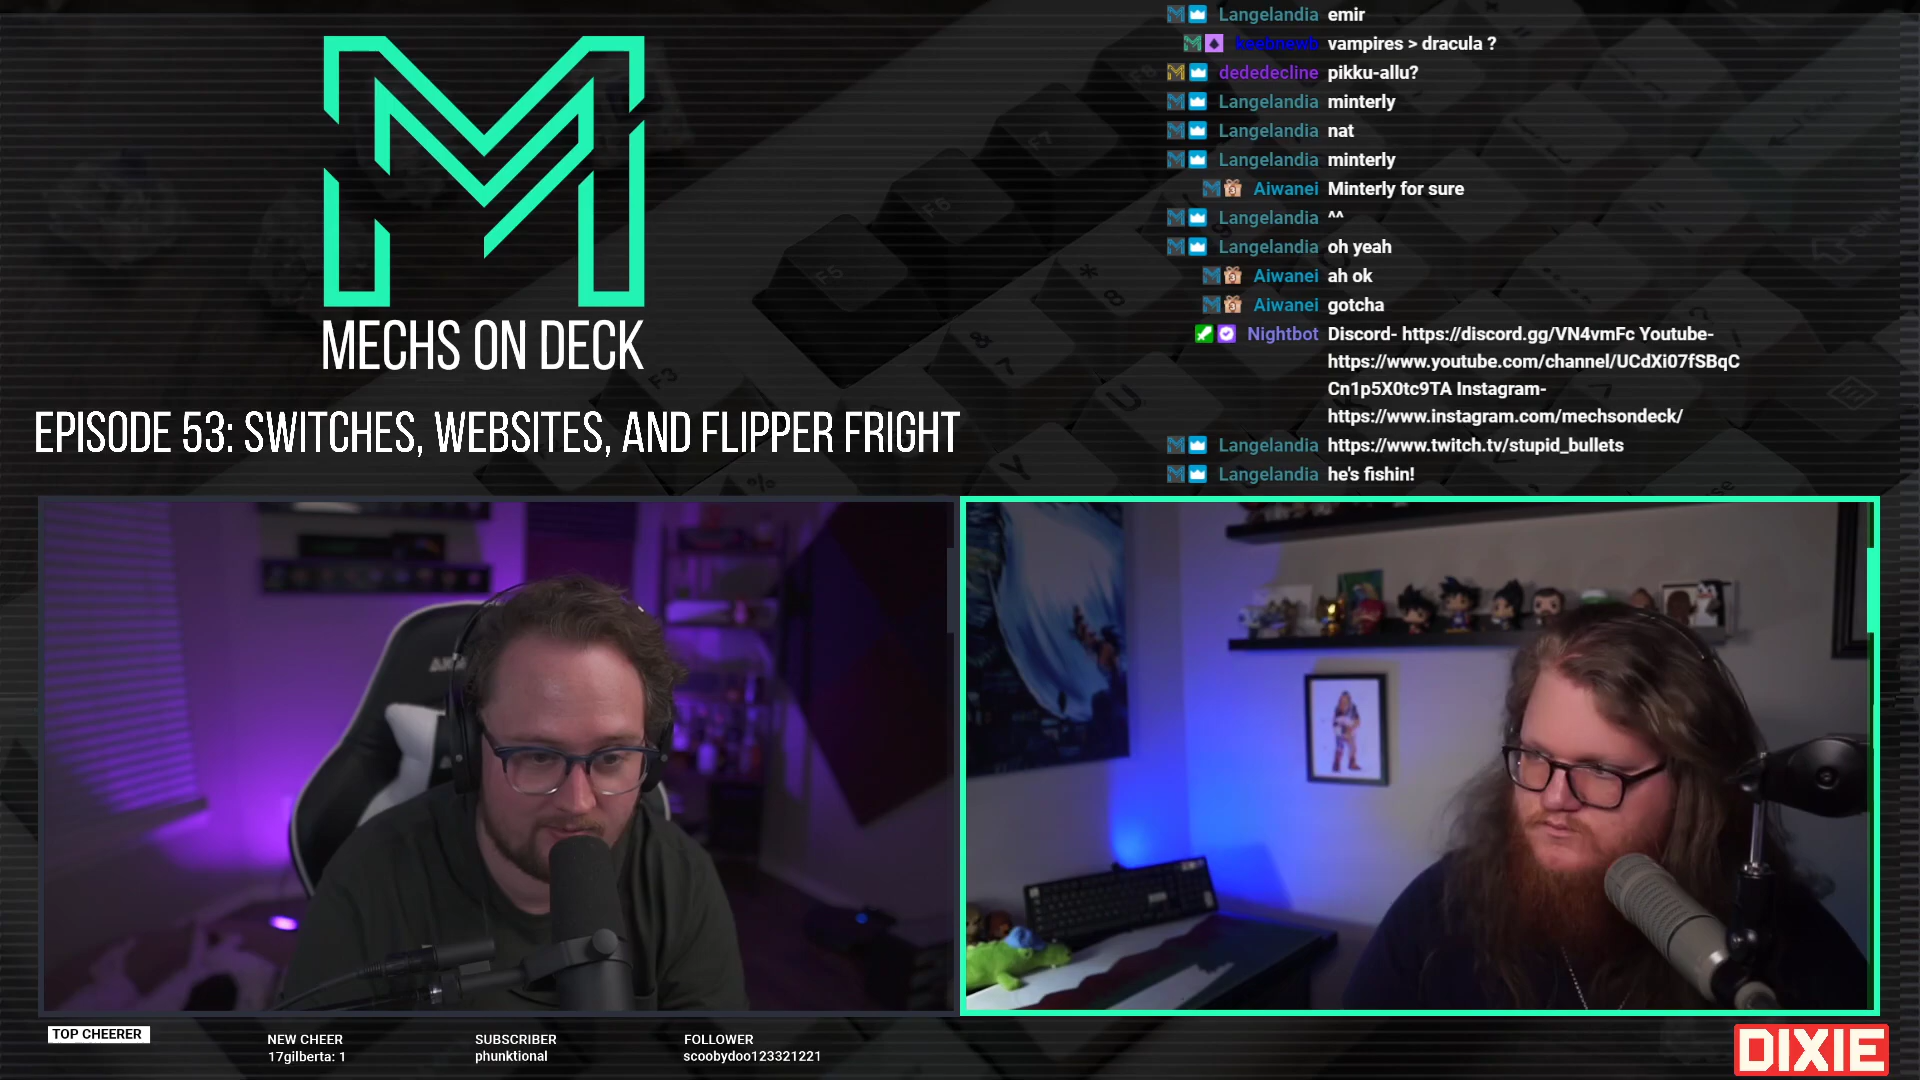 MECHS ON DECK
EPISODE 53: SWITCHES, WEBSITES, AND FLIPPER FRIGHT
Langelandia emir
keebnewb vampires > dracula ?
dededecline pikku-allu?
Langelandia minterly
Langelandia nat
Langelandia minterly
Aiwanei Minterly for sure
Langelandia ^^
Langelandia oh yeah
Aiwanei ah ok
Aiwanei gotcha
Nightbot Discord- https://discord.gg/VN4vmFc Youtube-
https://www.youtube.com/channel/UCdXi07fSBqC
Cn1p5X0tc9TA Instagram-
https://www.instagram.com/mechsondeck/
Langelandia https://www.twitch.tv/stupid_bullets
Langelandia he's fishin!
TOP CHEERER
NEW CHEER
17gilberta: 1
SUBSCRIBER
phunktional
FOLLOWER
scoobydoo123321221
DIXIE